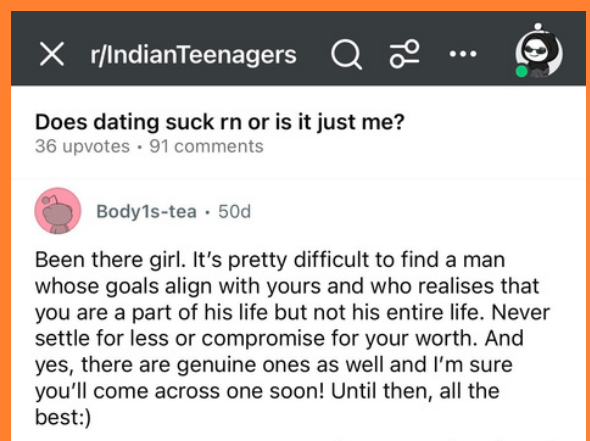 r/IndianTeenagers
Does dating suck rn or is it just me?
36 upvotes • 91 comments
Body1s-tea • 50d
Been there girl. It's pretty difficult to find a man
whose goals align with yours and who realises that
you are a part of his life but not his entire life. Never
settle for less or compromise for your worth. And
yes, there are genuine ones as well and I'm sure
you'll come across one soon! Until then, all the
best:)